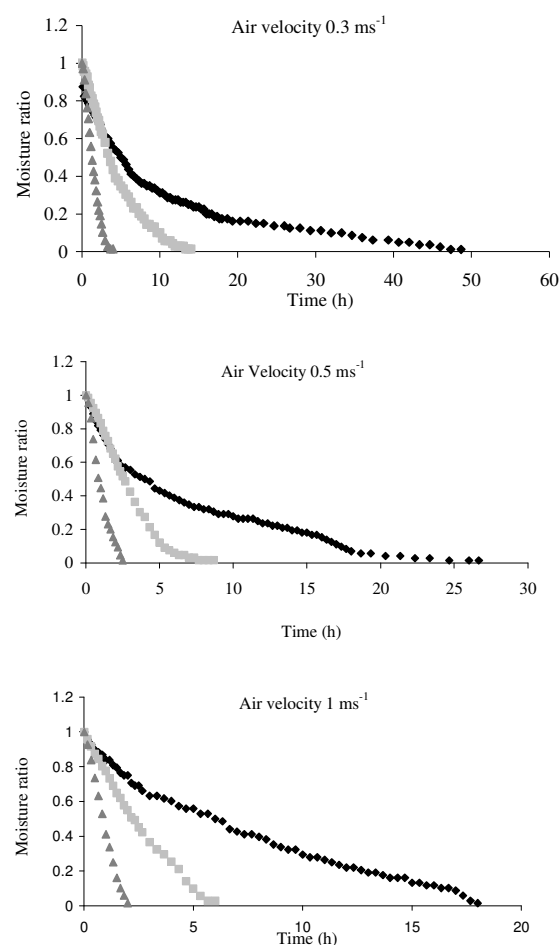 Air velocity 0.3 ms-1
1.2
1
0.8
0.6
0.4
0.2
0
Moisture ratio
0 10 20 30 40 50 60
Time (h)
Air Velocity 0.5 ms-1
1.2
1
0.8
0.6
0.4
0.2
0
Moisture ratio
0 5 10 15 20 25 30
Time (h)
Air velocity 1 ms-1
1.2
1
0.8
0.6
0.4
0.2
0
Moisture ratio
0 5 10 15 20
Time (h)